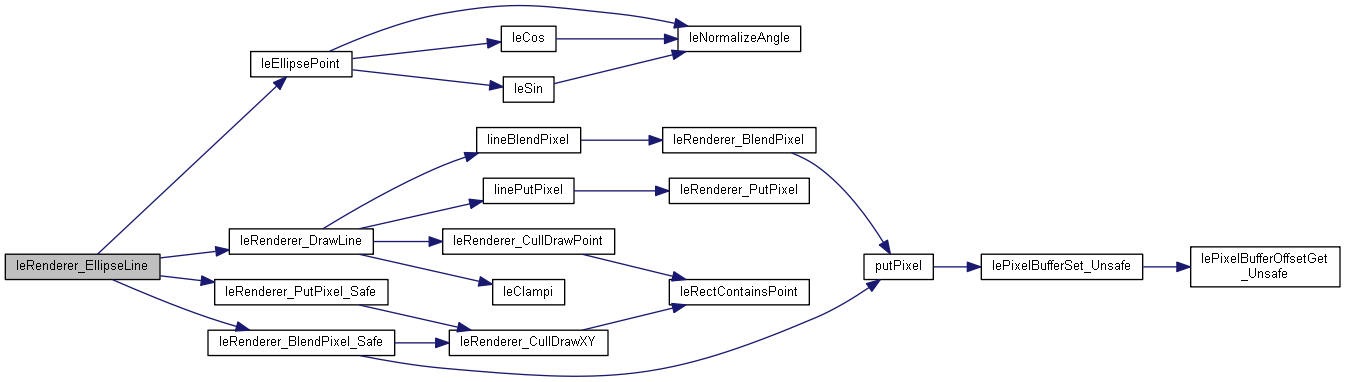 leRenderer_EllipseLine
leEllipsePoint
leCos
leSin
leNormalizeAngle
leRenderer_DrawLine
lineBlendPixel
leRenderer_BlendPixel
linePutPixel
leRenderer_PutPixel
leRenderer_CullDrawPoint
leClampi
leRectContainsPoint
leRenderer_PutPixel_Safe
leRenderer_BlendPixel_Safe
leRenderer_CullDrawXY
putPixel
lePixelBufferSet_Unsafe
lePixelBufferOffsetGet
_Unsafe